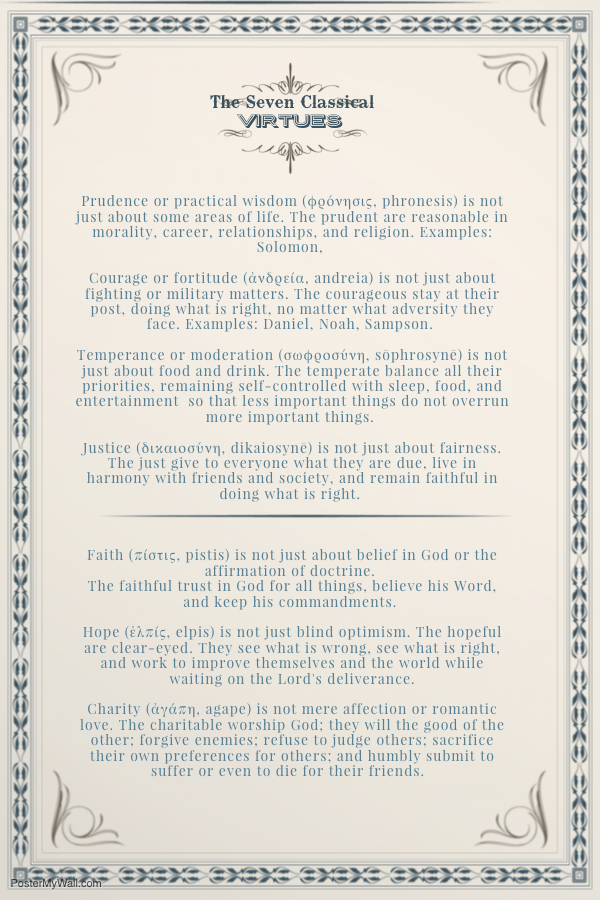 The Seven Classical
VIRTUES
Prudence or practical wisdom (φρόνησις, phronesis) is not
just about some areas of life. The prudent are reasonable in
morality, career, relationships, and religion. Examples:
Solomon,
Courage or fortitude (ἀνδρεία, andreia) is not just about
fighting or military matters. The courageous stay at their
post, doing what is right, no matter what adversity they
face. Examples: Daniel, Noah, Sampson.
Temperance or moderation (σωφροσύνη, sōphrosynē) is not
just about food and drink. The temperate balance all their
priorities, remaining self-controlled with sleep, food, and
entertainment so that less important things do not overrun
more important things.
Justice (δικαιοσύνη, dikaiosynē) is not just about fairness.
The just give to everyone what they are due, live in
harmony with friends and society, and remain faithful in
doing what is right.
Faith (πίστις, pistis) is not just about belief in God or the
affirmation of doctrine.
The faithful trust in God for all things, believe his Word,
and keep his commandments.
Hope (ἐλπίς, elpis) is not just blind optimism. The hopeful
are clear-eyed. They see what is wrong, see what is right,
and work to improve themselves and the world while
waiting on the Lord's deliverance.
Charity (ἀγάπη, agape) is not mere affection or romantic
love. The charitable worship God; they will the good of the
other; forgive enemies; refuse to judge others; sacrifice
their own preferences for others; and humbly submit to
suffer or even to die for their friends.
PosterMyWall.com